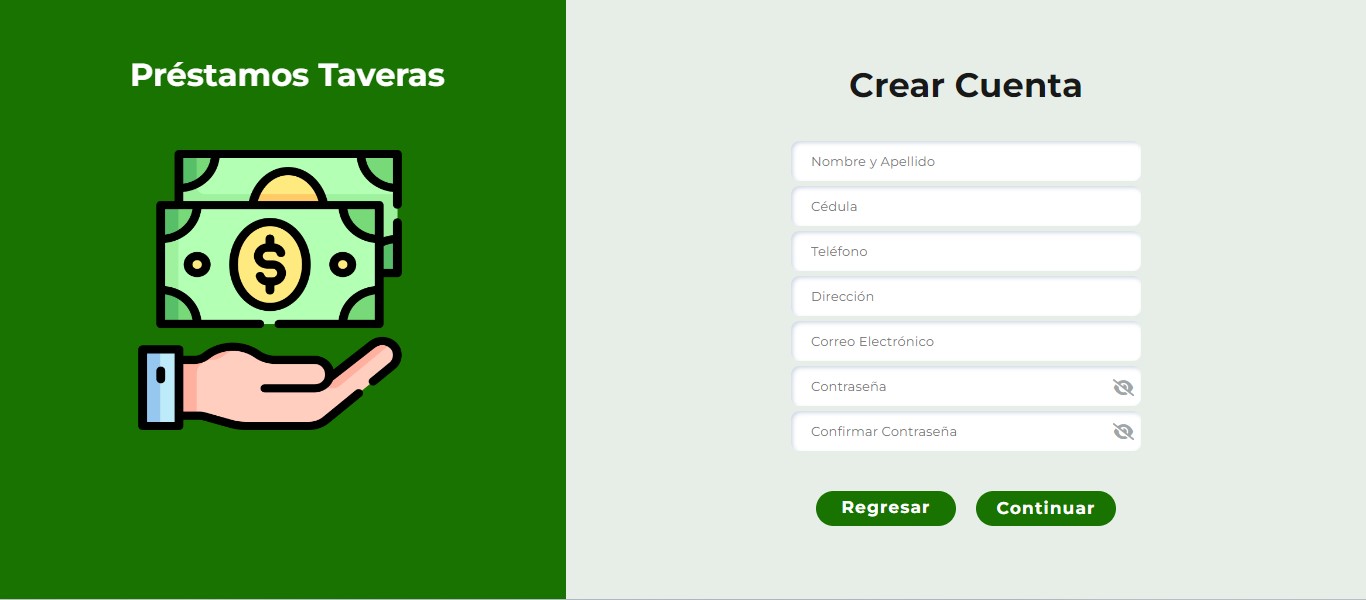 Préstamos Taveras
$
Crear Cuenta
Nombre y Apellido
Cédula
Teléfono
Dirección
Correo Electrónico
Contraseña
Confirmar Contraseña
Regresar
Continuar